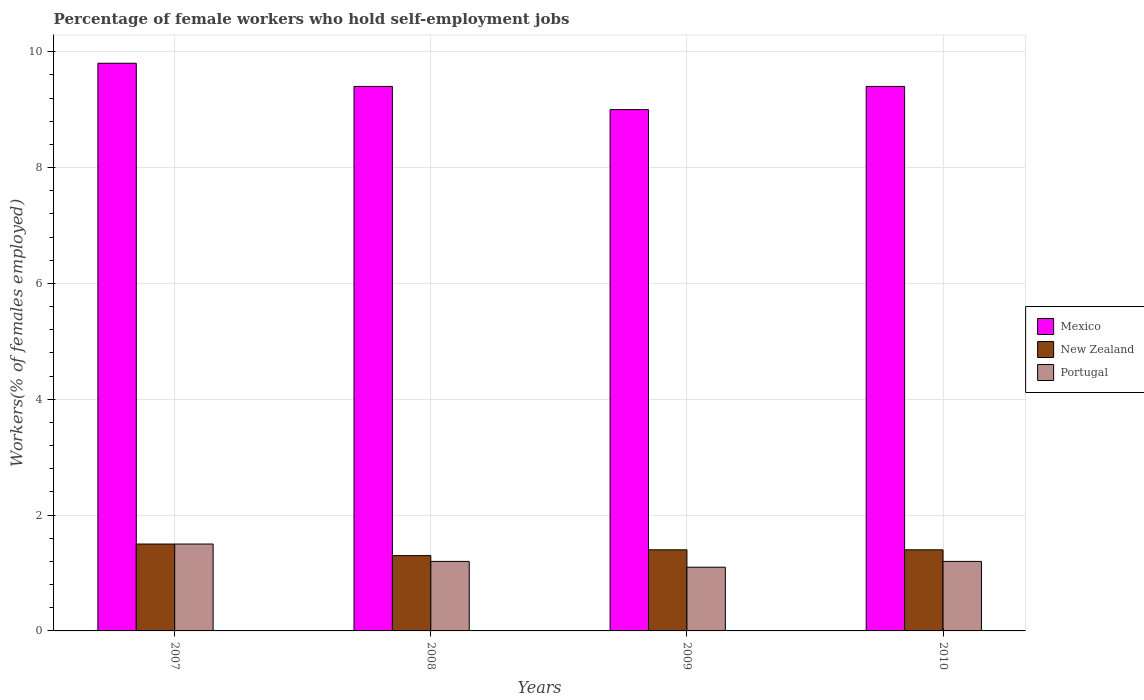 Percentage of female workers who hold self-employment jobs
Workers(% of females employed)
10
8
6
4
2
0
2007
2008
2009
2010
Years
Mexico
New Zealand
Portugal